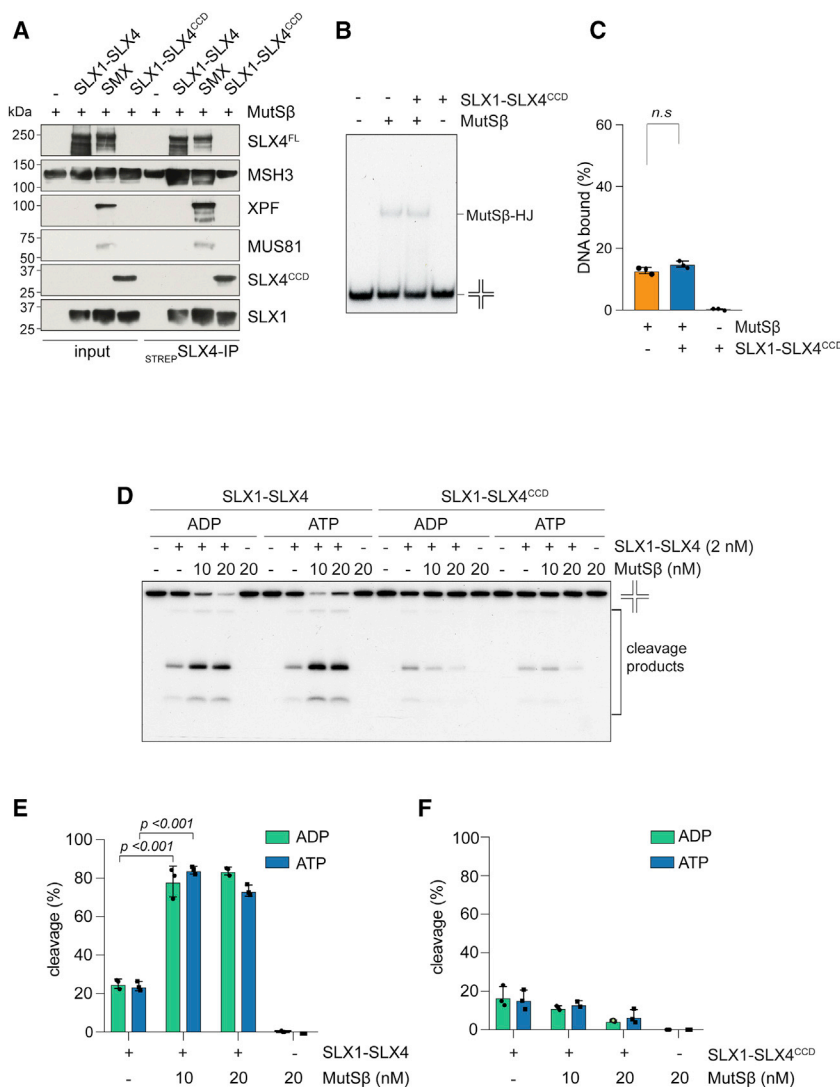 A
- SLX1-SLX4 SMX SLX1-SLX4CCD - SLX1-SLX4 SMX SLX1-SLX4CCD
kDa + + + + + + + + MutSβ
250 SLX4FL
150
125 MSH3
100 XPF
75
50 MUS81
37
25 SLX4CCD
37
25 SLX1
input STREPSLX4-IP
B
- - + + SLX1-SLX4CCD
- + + - MutSβ
MutSβ-HJ
C
n.s
DNA bound (%)
60
40
20
0
+ + - MutSβ
- + + SLX1-SLX4CCD
D
SLX1-SLX4 SLX1-SLX4CCD
ADP ATP ADP ATP
- + + + - - + + + - - + + + - - + + + - SLX1-SLX4 (2 nM)
- - 10 20 20 - - 10 20 20 - - 10 20 20 - - 10 20 20 MutSβ (nM)
cleavage
products
E
p <0.001
p <0.001
ADP
ATP
cleavage (%)
100
80
60
40
20
0
+ + + - SLX1-SLX4
- 10 20 20 MutSβ (nM)
F
ADP
ATP
cleavage (%)
100
80
60
40
20
0
+ + + - SLX1-SLX4CCD
- 10 20 20 MutSβ (nM)